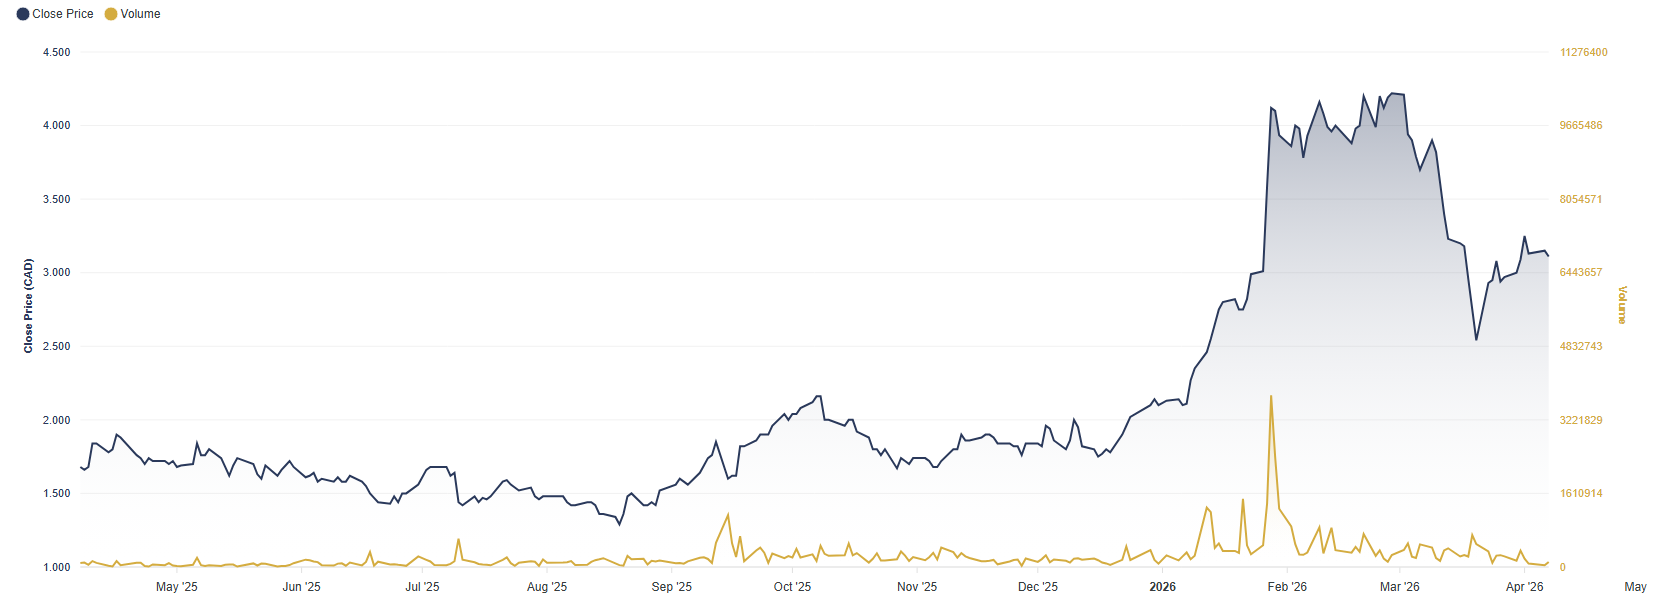 Close Price Volume
4.500 11276400
4.000 9665486
3.500 8054571
3.000 6443657
2.500 4832743
2.000 3221829
1.500 1610914
1.000 0
Close Price (CAD)
Volume
May '25 Jun '25 Jul '25 Aug '25 Sep '25 Oct '25 Nov '25 Dec '25 2026 Feb '26 Mar '26 Apr '26 May